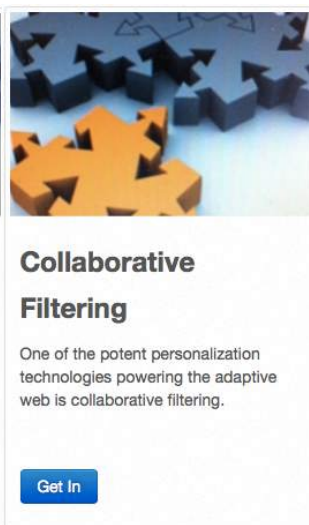 Collaborative
Filtering
One of the potent personalization
technologies powering the adaptive
web is collaborative filtering.
Get In